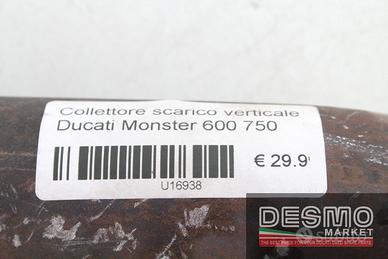 Collettore scarico verticale
Ducati Monster 600 750
€ 29.9
U16938
DESMO
MARKET